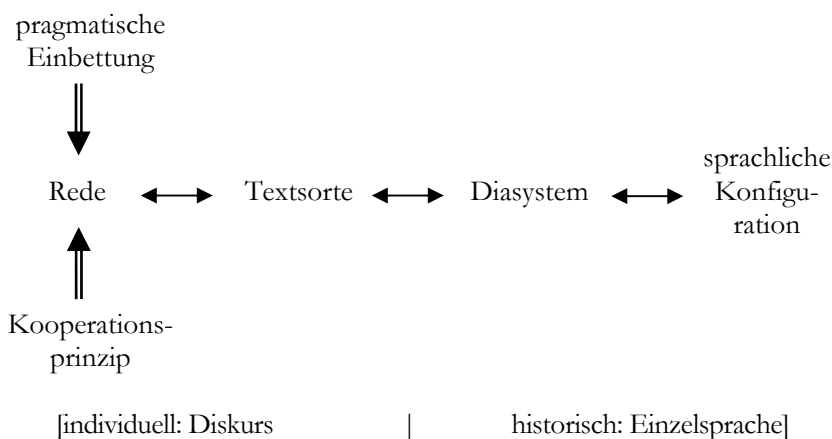 pragmatische
Einbettung
Rede
Textsorte
Diasystem
sprachliche
Konfigu-
ration
Kooperations-
prinzip
[individuell: Diskurs | historisch: Einzelsprache]